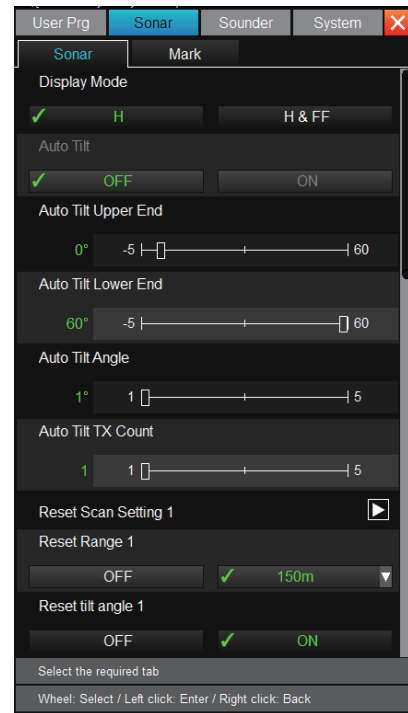 User Prg Sonar Sounder System X
Sonar Mark
Display Mode
✓ H H & FF
Auto Tilt
✓ OFF ON
Auto Tilt Upper End
0° -5 60
Auto Tilt Lower End
60° -5 60
Auto Tilt Angle
1° 1 5
Auto Tilt TX Count
1 1 5
Reset Scan Setting 1
Reset Range 1
OFF ✓ 150m
Reset tilt angle 1
OFF ✓ ON
Select the required tab
Wheel: Select / Left click: Enter / Right click: Back